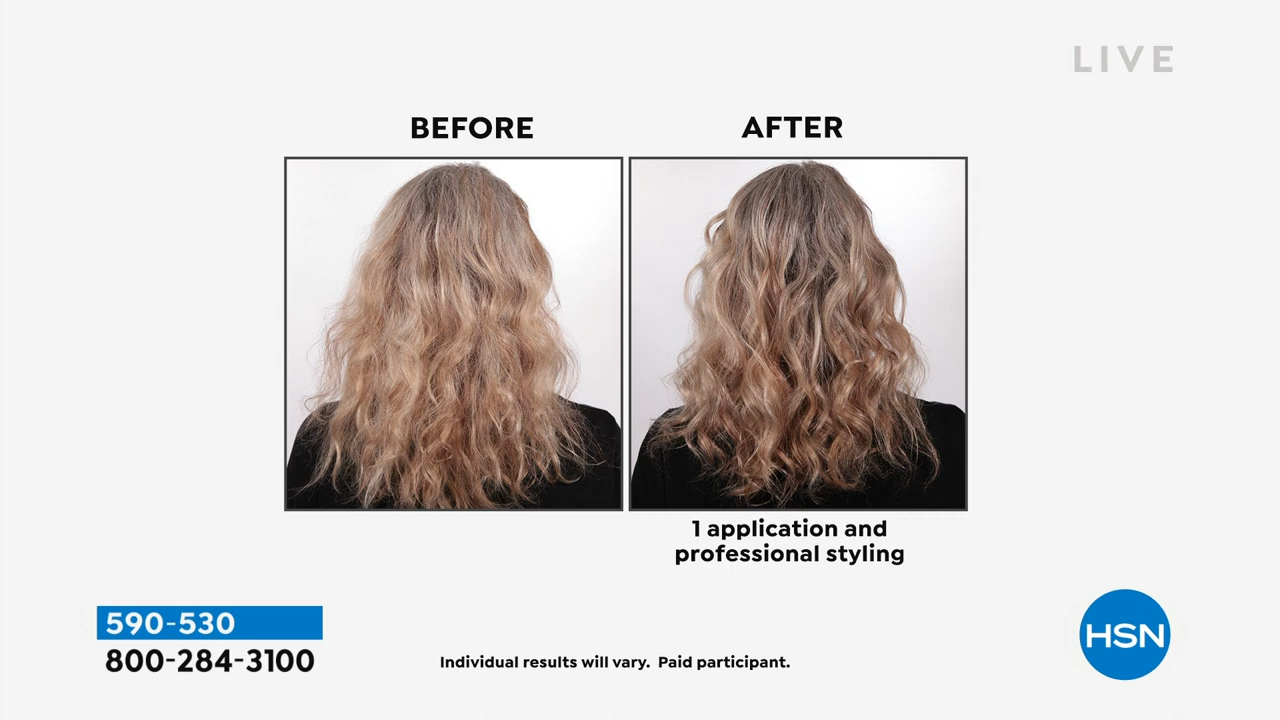 LIVE
BEFORE
AFTER
1 application and
professional styling
590-530
800-284-3100
Individual results will vary.  Paid participant.
HSN